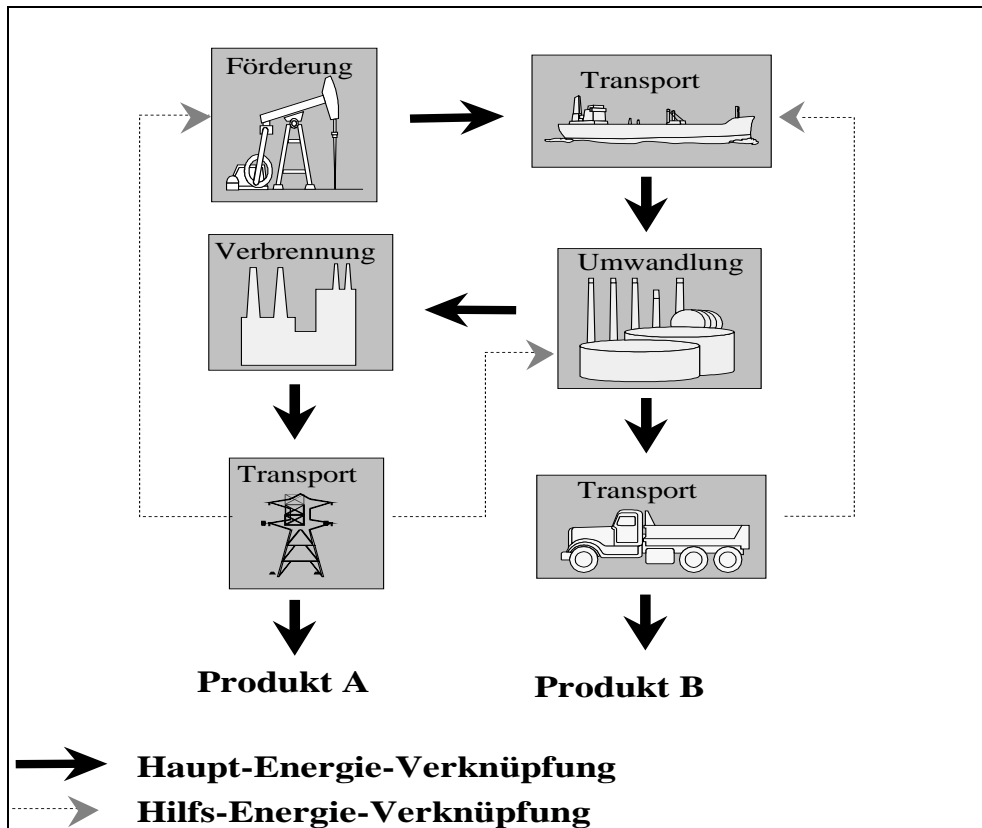 Förderung
Transport
Verbrennung
Umwandlung
Transport
Transport
Produkt A
Produkt B
Haupt-Energie-Verknüpfung
Hilfs-Energie-Verknüpfung